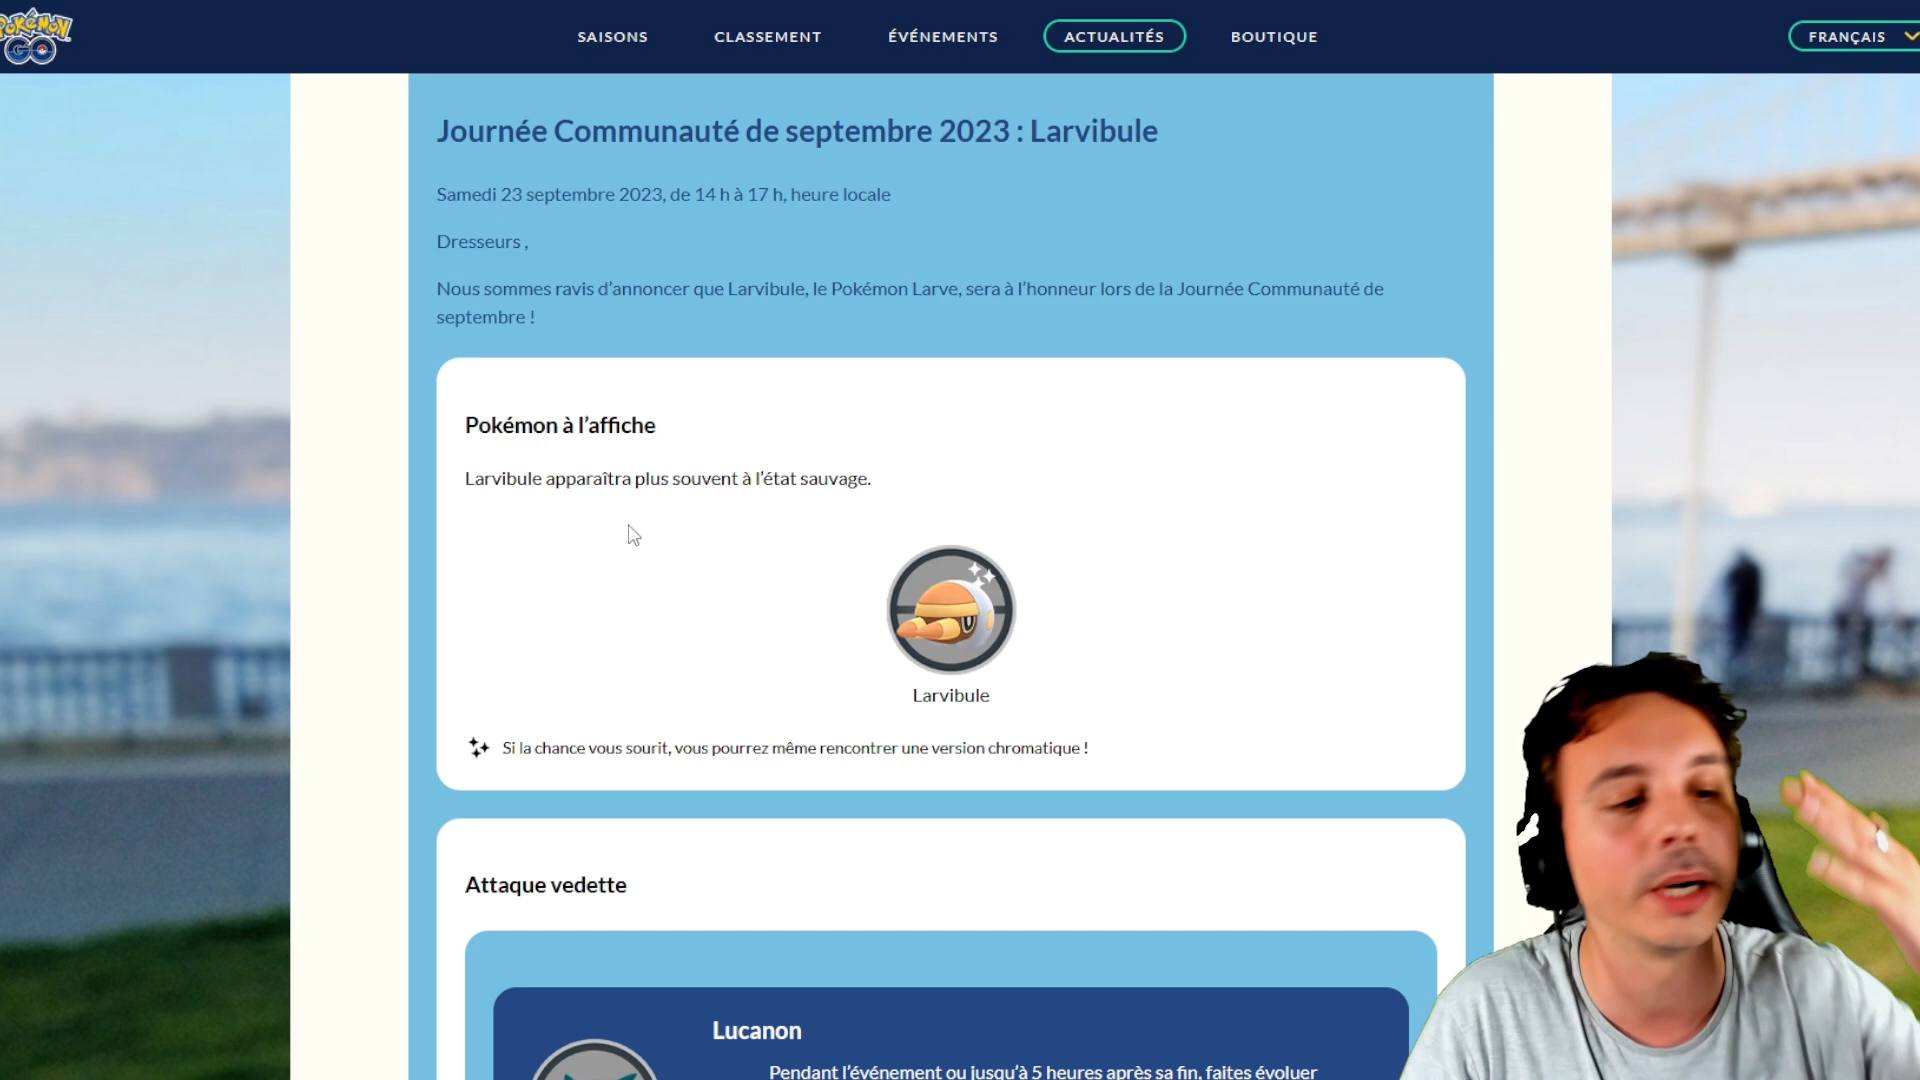 Pokémon GO
SAISONS
CLASSEMENT
ÉVÉNEMENTS
ACTUALITÉS
BOUTIQUE
FRANÇAIS
Journée Communauté de septembre 2023 : Larvibule
Samedi 23 septembre 2023, de 14 h à 17 h, heure locale
Dresseurs ,
Nous sommes ravis d’annoncer que Larvibule, le Pokémon Larve, sera à l’honneur lors de la Journée Communauté de
septembre !
Pokémon à l’affiche
Larvibule apparaîtra plus souvent à l’état sauvage.
Larvibule
Si la chance vous sourit, vous pourrez même rencontrer une version chromatique !
Attaque vedette
Lucanon
Pendant l’événement ou jusqu’à 5 heures après sa fin, faites évoluer